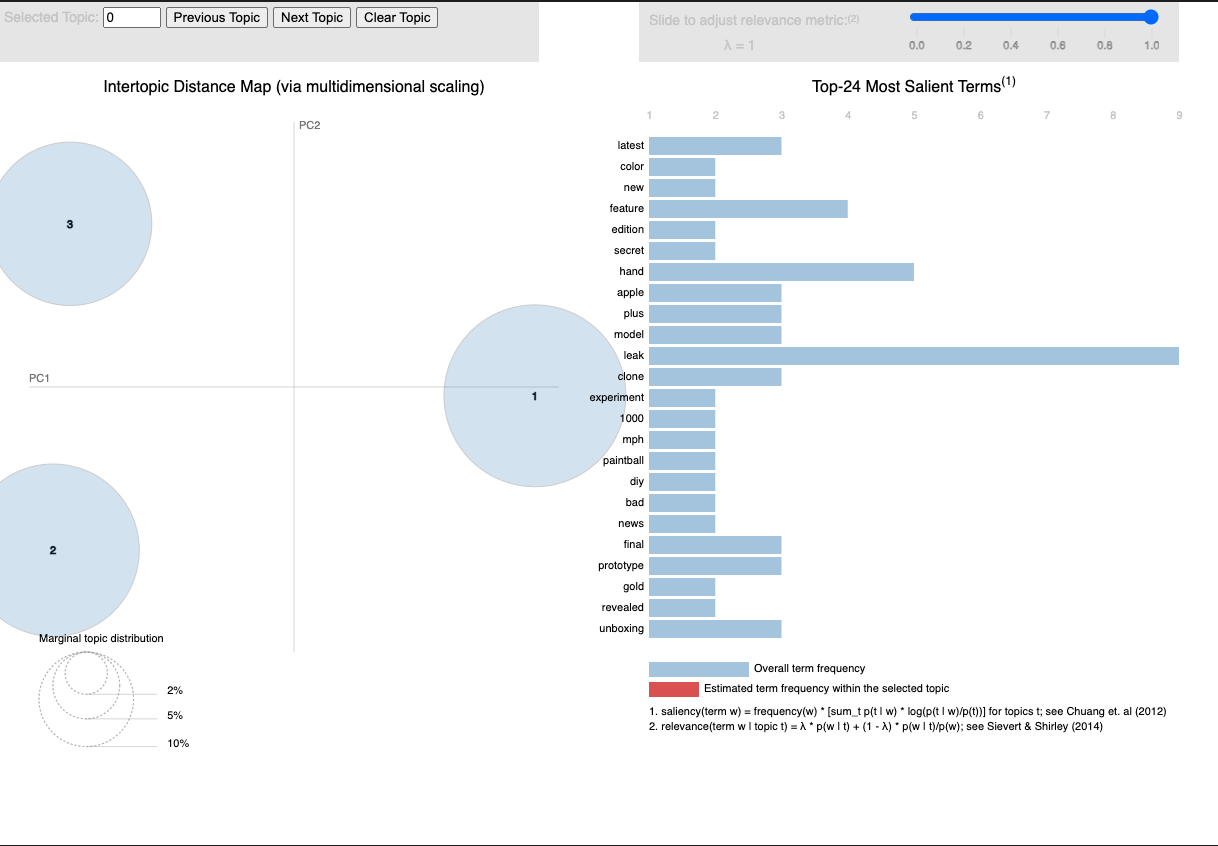 Selected Topic: 0 Previous Topic Next Topic Clear Topic
Slide to adjust relevance metric:(2)
λ = 1
0.0 0.2 0.4 0.6 0.8 1.0
Intertopic Distance Map (via multidimensional scaling)
PC2
PC1
3
1
2
Marginal topic distribution
2%
5%
10%
Top-24 Most Salient Terms(1)
1 2 3 4 5 6 7 8 9
latest
color
new
feature
edition
secret
hand
apple
plus
model
leak
clone
experiment
1000
mph
paintball
diy
bad
news
final
prototype
gold
revealed
unboxing
Overall term frequency
Estimated term frequency within the selected topic
1. saliency(term w) = frequency(w) * [sum_t p(t | w) * log(p(t | w)/p(t))] for topics t; see Chuang et. al (2012)
2. relevance(term w | topic t) = λ * p(w | t) + (1 - λ) * p(w | t)/p(w); see Sievert & Shirley (2014)